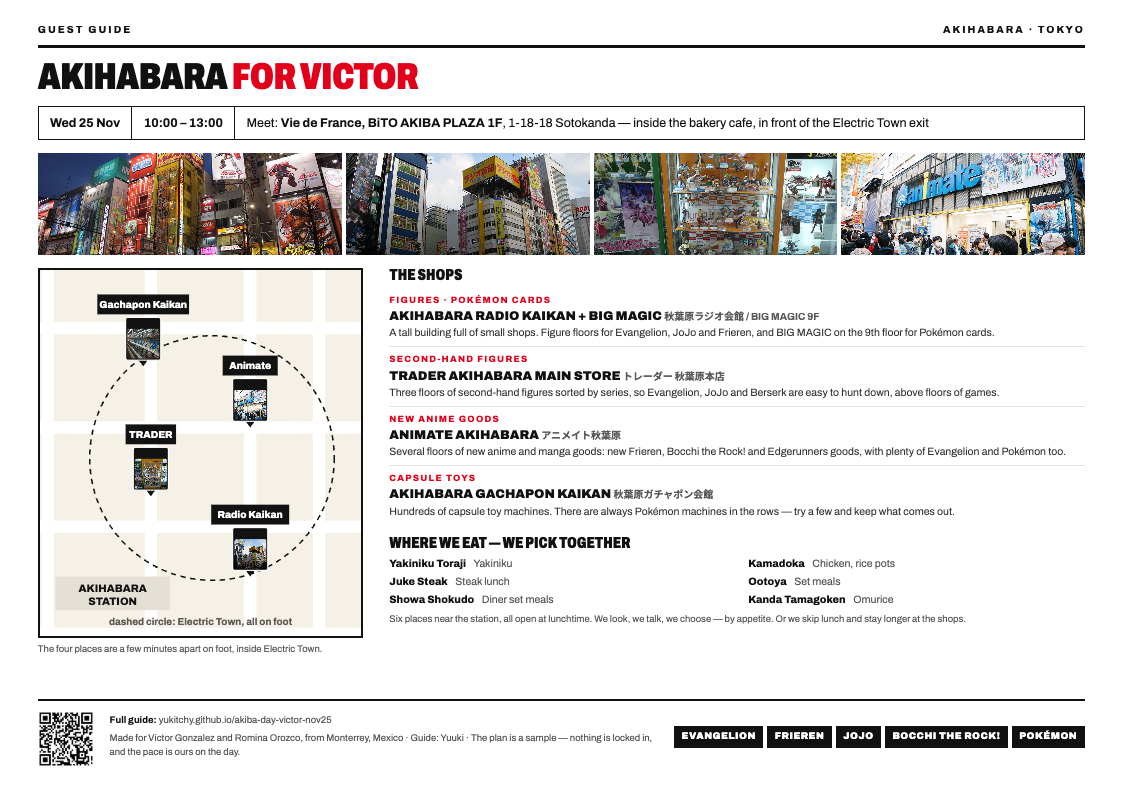 GUEST GUIDE
AKIHABARA · TOKYO
AKIHABARA FOR VICTOR
Wed 25 Nov
10:00 – 13:00
Meet: Vie de France, BiTO AKIBA PLAZA 1F, 1-18-18 Sotokanda — inside the bakery cafe, in front of the Electric Town exit
animate
Gachapon Kaikan
Animate
TRADER
Radio Kaikan
AKIHABARA
STATION
dashed circle: Electric Town, all on foot
The four places are a few minutes apart on foot, inside Electric Town.
THE SHOPS
FIGURES · POKÉMON CARDS
AKIHABARA RADIO KAIKAN + BIG MAGIC 秋葉原ラジオ会館 / BIG MAGIC 9F
A tall building full of small shops. Figure floors for Evangelion, JoJo and Frieren, and BIG MAGIC on the 9th floor for Pokémon cards.
SECOND-HAND FIGURES
TRADER AKIHABARA MAIN STORE トレーダー 秋葉原本店
Three floors of second-hand figures sorted by series, so Evangelion, JoJo and Berserk are easy to hunt down, above floors of games.
NEW ANIME GOODS
ANIMATE AKIHABARA アニメイト秋葉原
Several floors of new anime and manga goods: new Frieren, Bocchi the Rock! and Edgerunners goods, with plenty of Evangelion and Pokémon too.
CAPSULE TOYS
AKIHABARA GACHAPON KAIKAN 秋葉原ガチャポン会館
Hundreds of capsule toy machines. There are always Pokémon machines in the rows — try a few and keep what comes out.
WHERE WE EAT — WE PICK TOGETHER
Yakiniku Toraji Yakiniku
Kamadoka Chicken, rice pots
Juke Steak Steak lunch
Ootoya Set meals
Showa Shokudo Diner set meals
Kanda Tamagoken Omurice
Six places near the station, all open at lunchtime. We look, we talk, we choose — by appetite. Or we skip lunch and stay longer at the shops.
Full guide: yukitchy.github.io/akiba-day-victor-nov25
Made for Victor Gonzalez and Romina Orozco, from Monterrey, Mexico · Guide: Yuuki · The plan is a sample — nothing is locked in,
and the pace is ours on the day.
EVANGELION
FRIEREN
JOJO
BOCCHI THE ROCK!
POKÉMON